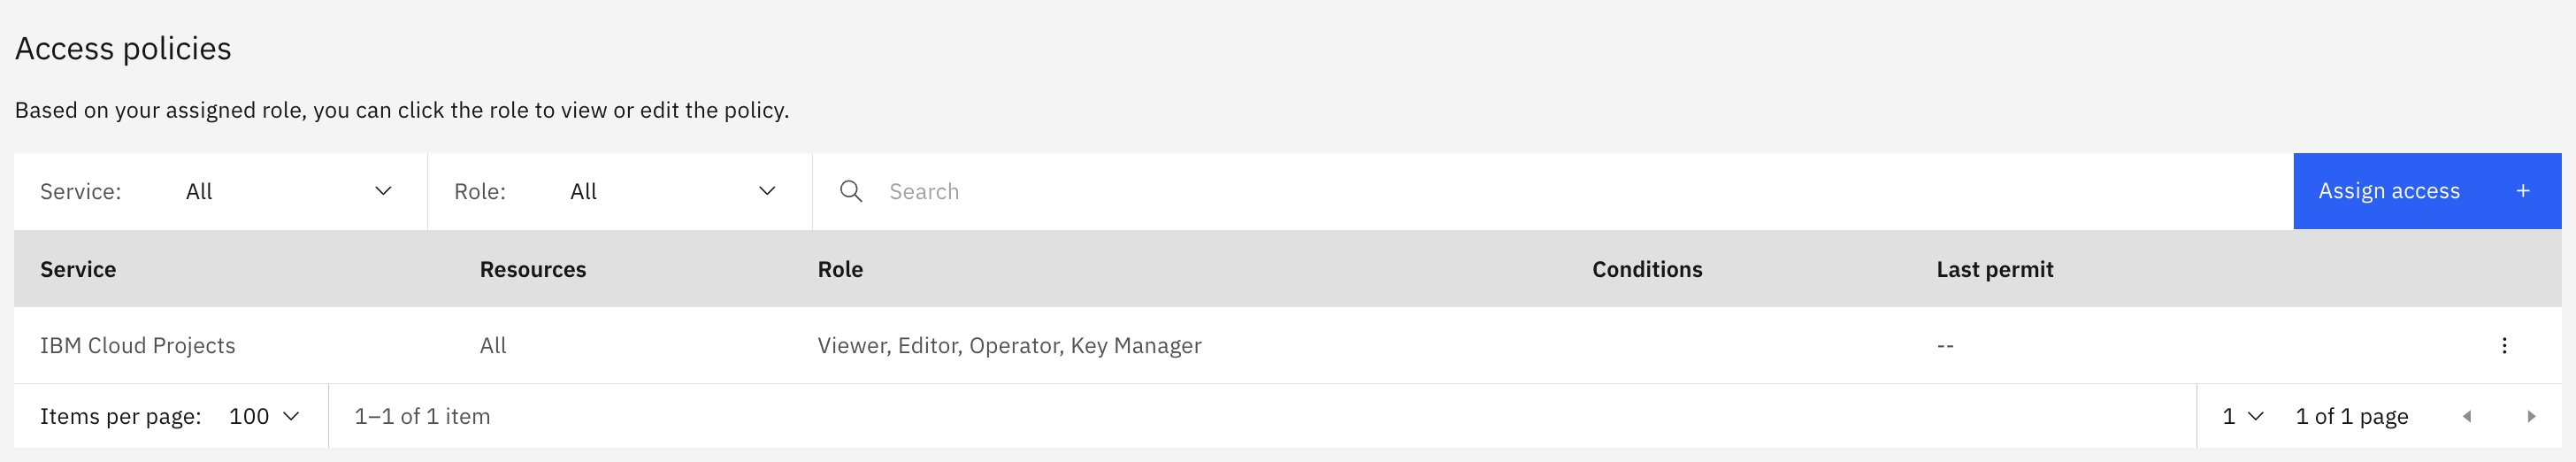 Access policies
Based on your assigned role, you can click the role to view or edit the policy.
Service: All Role: All Search Assign access +
Service Resources Role Conditions Last permit
IBM Cloud Projects All Viewer, Editor, Operator, Key Manager --
Items per page: 100 1–1 of 1 item 1 1 of 1 page